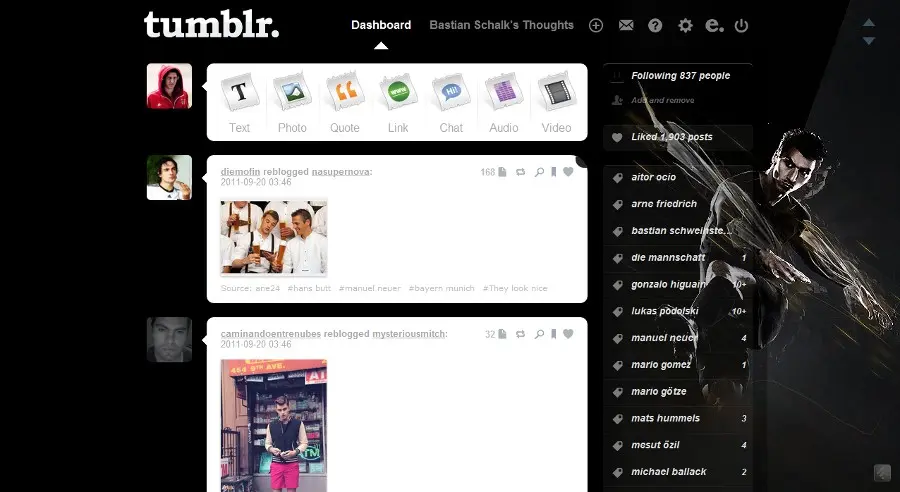 tumblr.
Dashboard
Bastian Schalk's Thoughts
Text
Photo
Quote
Link
Chat
Audio
Video
diemofin reblogged nasupernova:
2011-09-20 03:46
168
Source: ane24 #hans butt #manuel neuer #bayern munich #They look nice
caminandoentrenubes reblogged mysteriousmitch:
2011-09-20 03:46
32
Following 837 people
Add and remove
Liked 1,903 posts
aitor ocio
arne friedrich
bastian schweinste...
die mannschaft 1
gonzalo higuain 10+
lukas podolski 10+
manuel neuer 4
mario gomez 1
mario götze
mats hummels 3
mesut özil 4
michael ballack 2